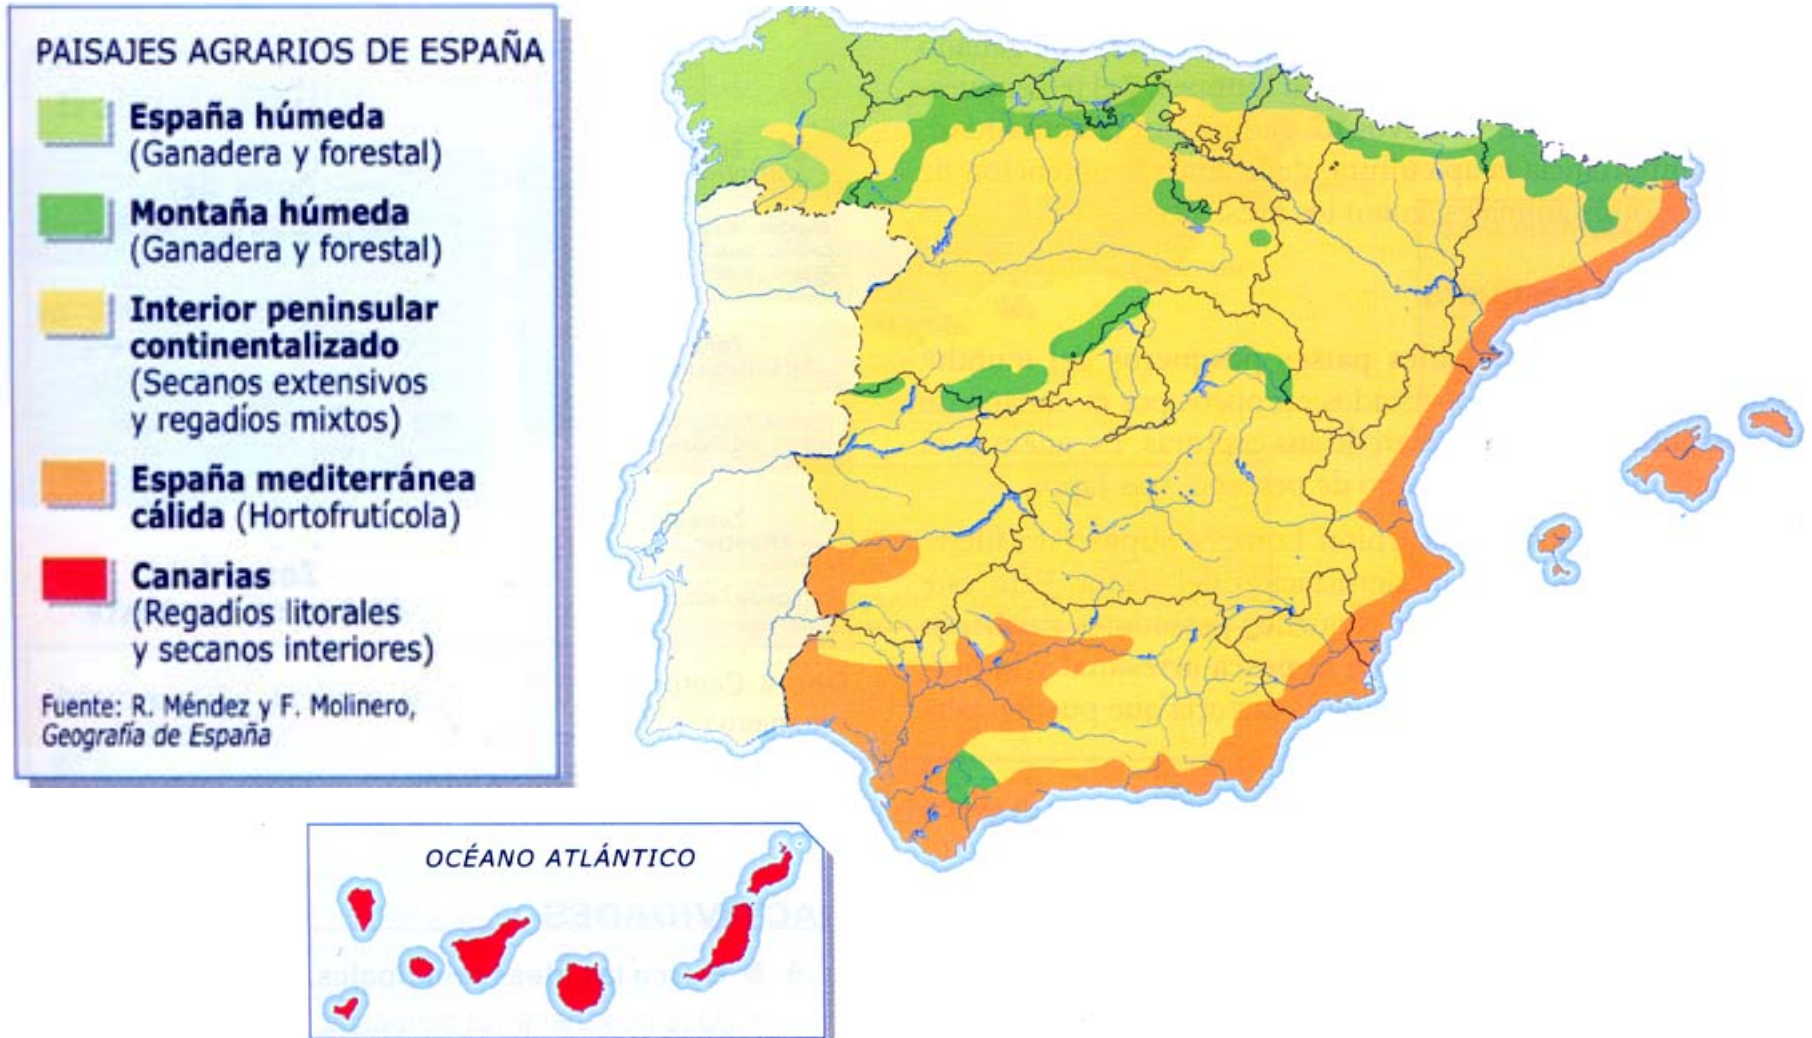 PAISAJES AGRARIOS DE ESPAÑA
España húmeda
(Ganadera y forestal)
Montaña húmeda
(Ganadera y forestal)
Interior peninsular
continentalizado
(Secanos extensivos
y regadíos mixtos)
España mediterránea
cálida (Hortofrutícola)
Canarias
(Regadíos litorales
y secanos interiores)
Fuente: R. Méndez y F. Molinero,
Geografía de España
OCÉANO ATLÁNTICO